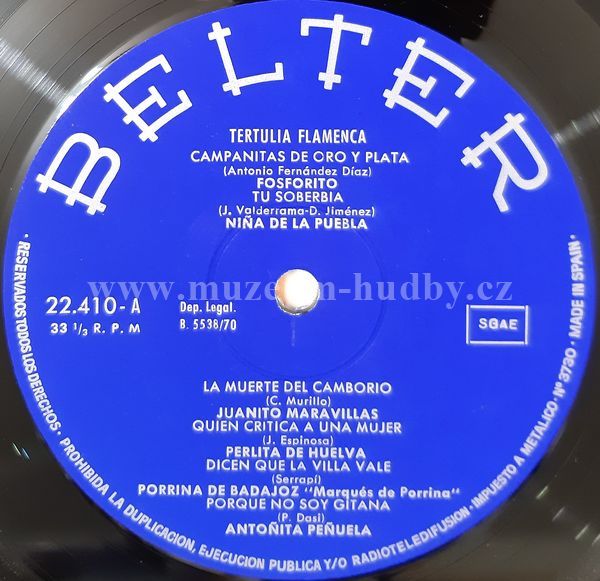 BELTER
TERTULIA FLAMENCA
CAMPANITAS DE ORO Y PLATA
(Antonio Fernández Díaz)
FOSFORITO
TU SOBERBIA
(J. Valderrama-D. Jiménez)
NIÑA DE LA PUEBLA
www.muzeum-hudby.cz
22.410-A
33 1/3 R. P. M
Dep. Legal.
B. 5538/70
SGAE
LA MUERTE DEL CAMBORIO
(C. Murillo)
JUANITO MARAVILLAS
QUIEN CRITICA A UNA MUJER
(J. Espinosa)
PERLITA DE HUELVA
DICEN QUE LA VILLA VALE
(Serrapí)
PORRINA DE BADAJOZ "Marqués de Porrina"
PORQUE NO SOY GITANA
(P. Dasi)
ANTOÑITA PEÑUELA
· RESERVADOS TODOS LOS DERECHOS · PROHIBIDA LA DUPLICACION, EJECUCION PUBLICA Y/O RADIOTELEDIFUSION · IMPUESTO A METALICO · Nº 3730 · MADE IN SPAIN ·